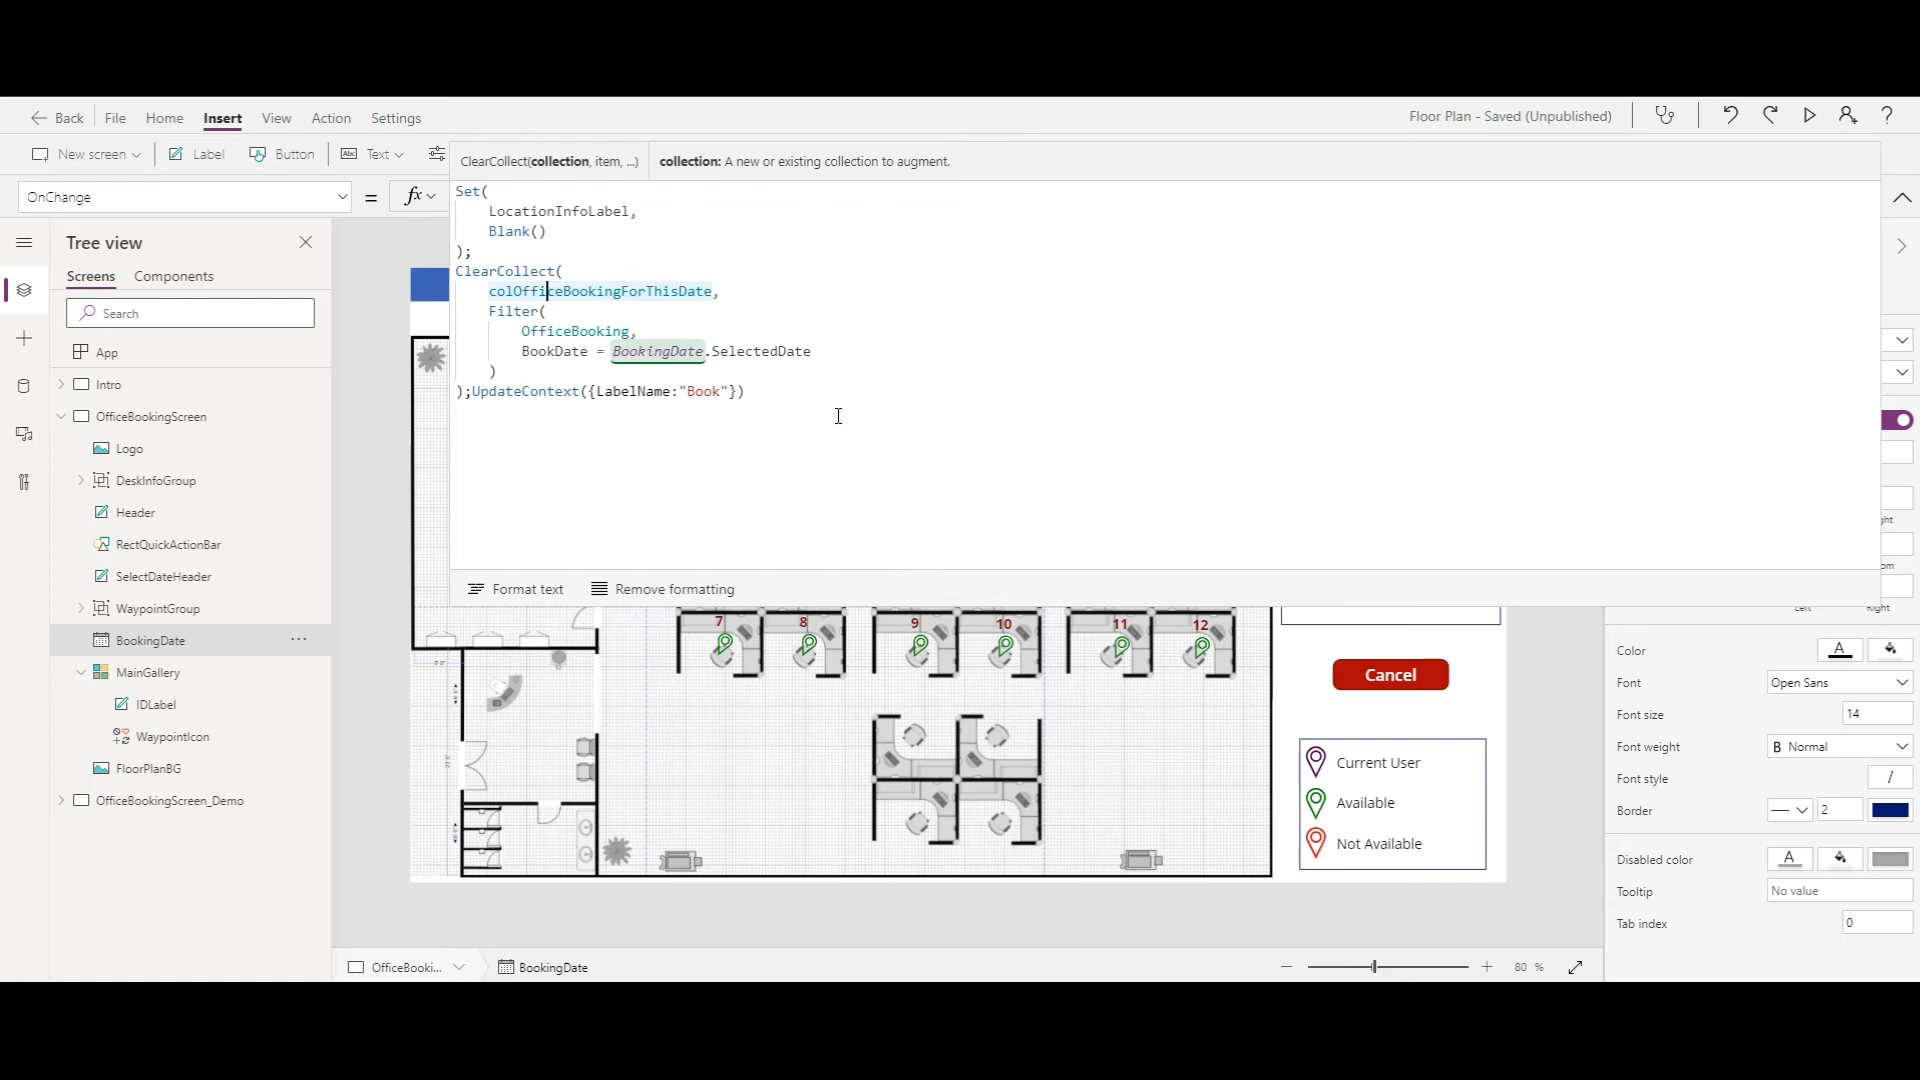 Back File Home Insert View Action Settings
Floor Plan - Saved (Unpublished)
New screen Label Button Text
ClearCollect(collection, item, ...) collection: A new or existing collection to augment.
OnChange = fx
Set(
LocationInfoLabel,
Blank()
);
ClearCollect(
colOfficeBookingForThisDate,
Filter(
OfficeBooking,
BookDate = BookingDate.SelectedDate
)
);UpdateContext({LabelName:"Book"})
Format text Remove formatting
Tree view
Screens Components
Search
App
Intro
OfficeBookingScreen
Logo
DeskInfoGroup
Header
RectQuickActionBar
SelectDateHeader
WaypointGroup
BookingDate ...
MainGallery
IDLabel
WaypointIcon
FloorPlanBG
OfficeBookingScreen_Demo
7 8 9 10 11 12
Cancel
Current User
Available
Not Available
ght
om
Left Right
Color A
Font Open Sans
Font size 14
Font weight B Normal
Font style /
Border 2
Disabled color A
Tooltip No value
Tab index 0
OfficeBooki... BookingDate
80 %